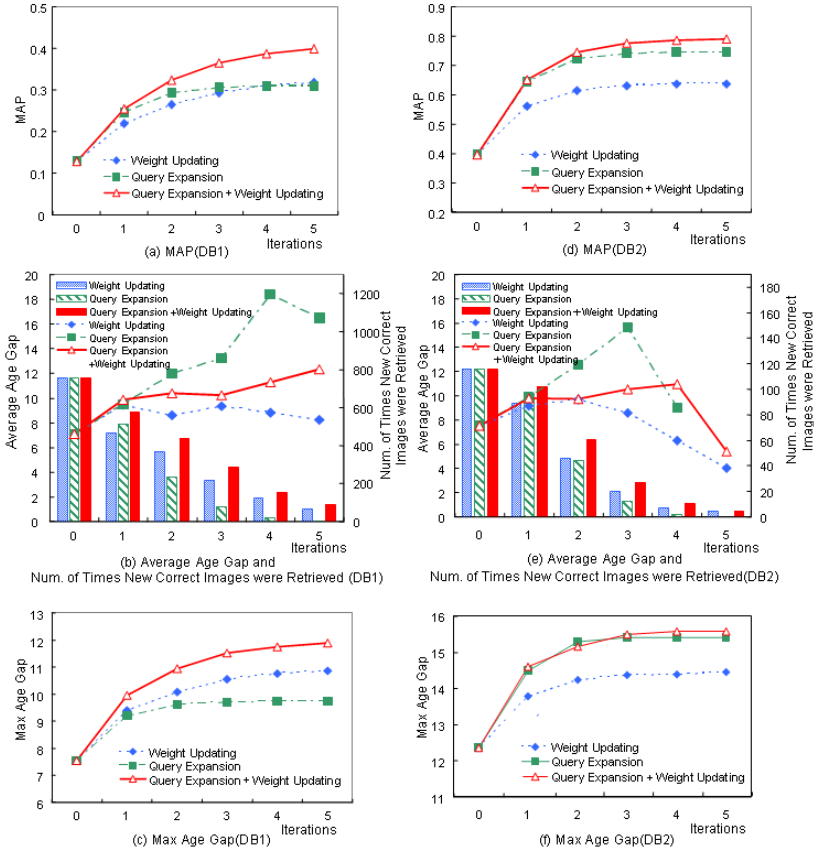 0.5
0.4
0.3
0.2
0.1
0
MAP
Weight Updating
Query Expansion
Query Expansion + Weight Updating
0 1 2 3 4 5
Iterations
(a) MAP(DB1)
0.9
0.8
0.7
0.6
0.5
0.4
0.3
0.2
MAP
Weight Updating
Query Expansion
Query Expansion + Weight Updating
0 1 2 3 4 5
Iterations
(d) MAP(DB2)
20
18
16
14
12
10
8
6
4
2
0
Average Age Gap
Weight Updating
Query Expansion
Query Expansion +Weight Updating
Weight Updating
Query Expansion
Query Expansion
+Weight Updating
1200
1000
800
600
400
200
0
Num. of Times New Correct
Images were Retrieved
0 1 2 3 4 5
Iterations
(b) Average Age Gap and
Num. of Times New Correct Images were Retrieved (DB1)
20
18
16
14
12
10
8
6
4
2
0
Average Age Gap
Weight Updating
Query Expansion
Query Expansion +Weight Updating
Weight Updating
Query Expansion
Query Expansion
+Weight Updating
180
160
140
120
100
80
60
40
20
0
Num. of Times New Correct
Images were Retrieved
0 1 2 3 4 5
Iterations
(e) Average Age Gap and
Num. of Times New Correct Images were Retrieved(DB2)
13
12
11
10
9
8
7
6
Max Age Gap
Weight Updating
Query Expansion
Query Expansion + Weight Updating
0 1 2 3 4 5
Iterations
(c) Max Age Gap(DB1)
16
15
14
13
12
11
Max Age Gap
Weight Updating
Query Expansion
Query Expansion + Weight Updating
0 1 2 3 4 5
Iterations
(f) Max Age Gap(DB2)